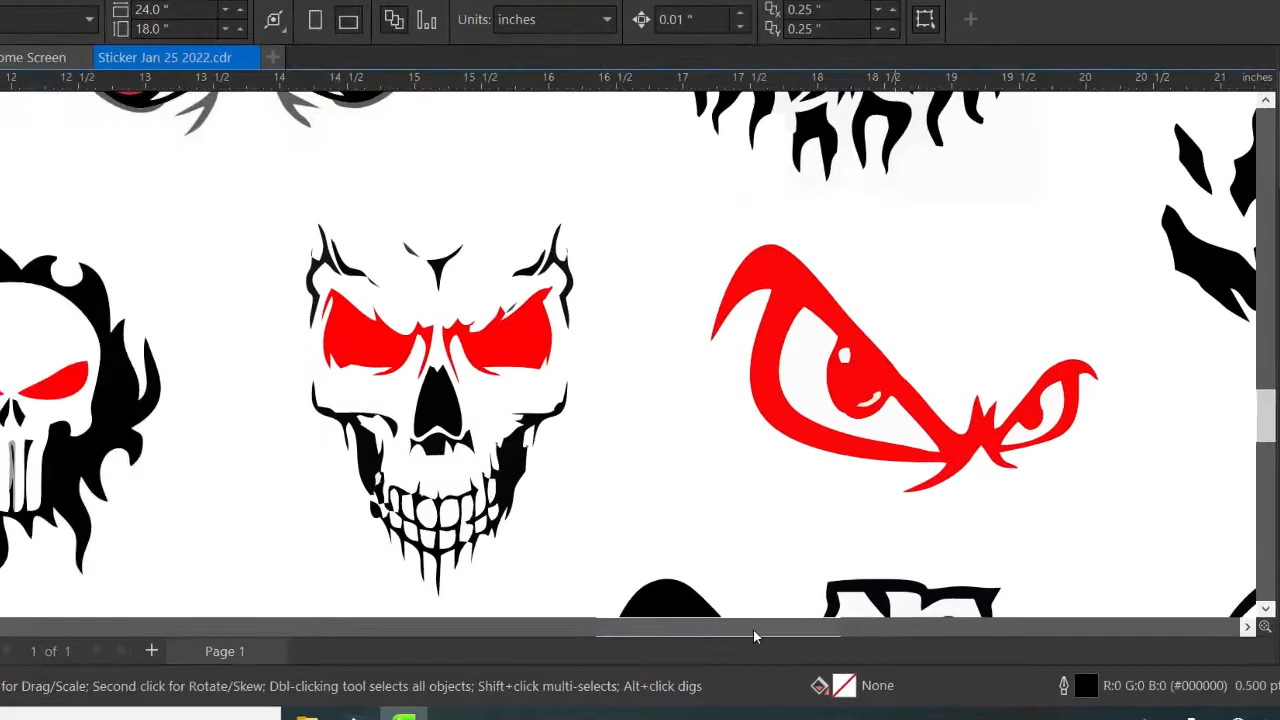 24.0 "
18.0 "
Units: inches
0.01 "
0.25 "
0.25 "
ome Screen
Sticker Jan 25 2022.cdr
12 12 1/2 13 13 1/2 14 14 1/2 15 15 1/2 16 16 1/2 17 17 1/2 18 18 1/2 19 19 1/2 20 20 1/2 21 inches
1 of 1
Page 1
for Drag/Scale; Second click for Rotate/Skew; Dbl-clicking tool selects all objects; Shift+click multi-selects; Alt+click digs
None
R:0 G:0 B:0 (#000000) 0.500 pt